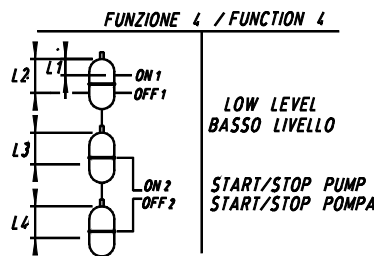 FUNZIONE 4 / FUNCTION 4
L1
L2
ON 1
OFF 1
LOW LEVEL
BASSO LIVELLO
L3
ON 2
OFF 2
START/STOP PUMP
START/STOP POMPA
L4